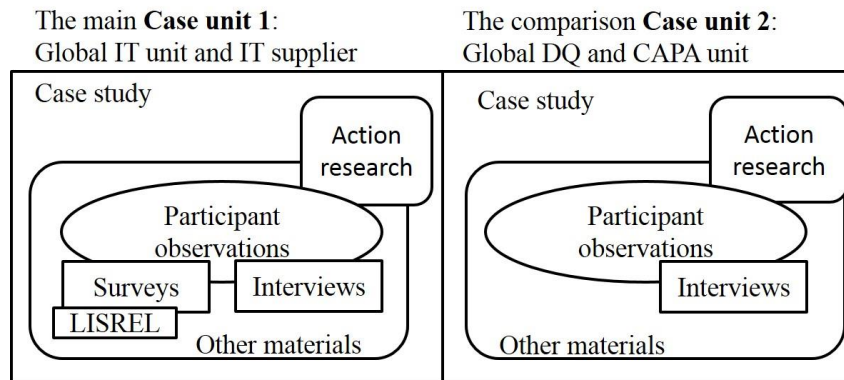 The main Case unit 1:
Global IT unit and IT supplier
Case study
Action
research
Participant
observations
Surveys
Interviews
LISREL
Other materials
The comparison Case unit 2:
Global DQ and CAPA unit
Case study
Action
research
Participant
observations
Interviews
Other materials